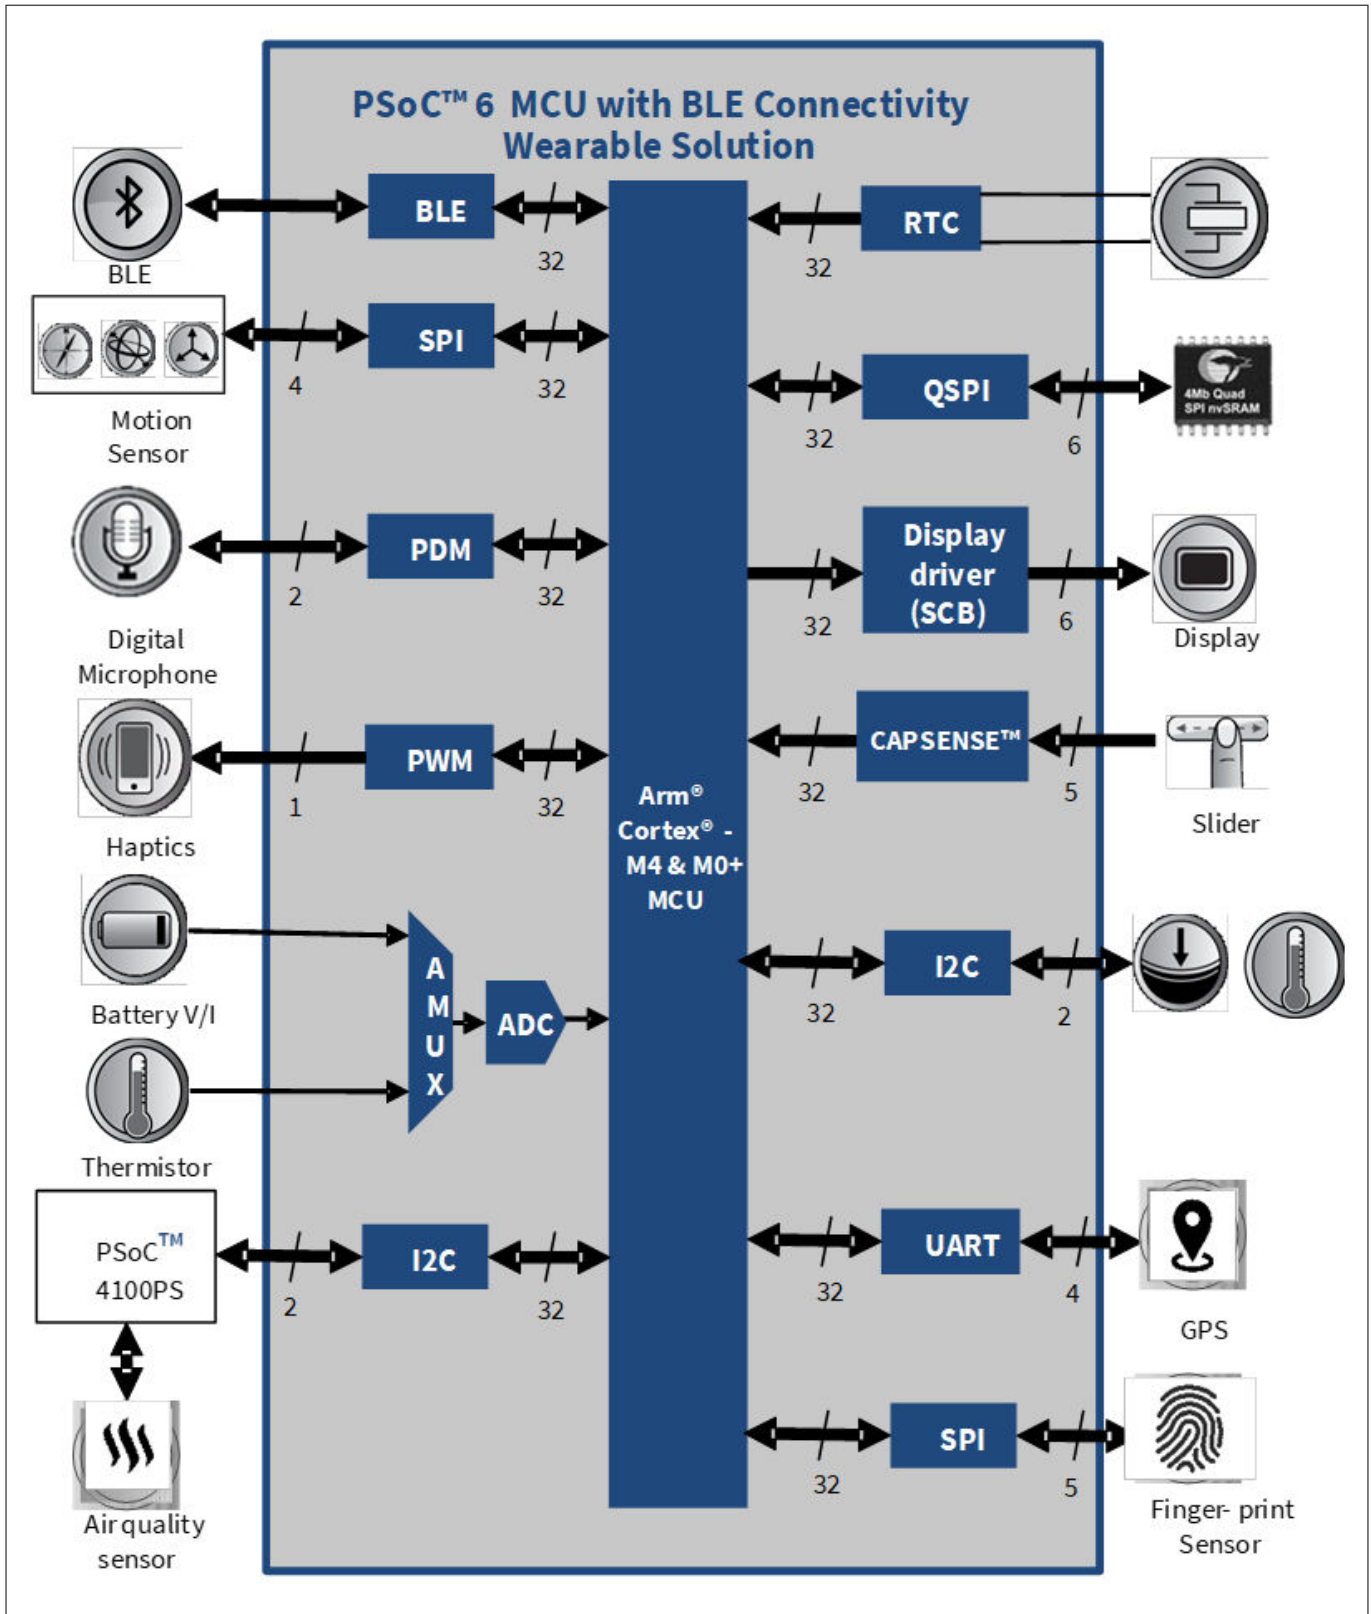 PSoC™ 6 MCU with BLE Connectivity
Wearable Solution
BLE
BLE
32
SPI
4
32
Motion
Sensor
PDM
2
32
Digital
Microphone
PWM
1
32
Haptics
Battery V/I
A
M
U
X
ADC
Thermistor
PSoC™
4100PS
I2C
2
32
Air quality
sensor
Arm®
Cortex® -
M4 & M0+
MCU
RTC
32
QSPI
32
6
4Mb Quad
SPI nvSRAM
Display
driver
(SCB)
32
6
Display
CAPSENSE™
32
5
Slider
I2C
32
2
UART
32
4
GPS
SPI
32
5
Finger- print
Sensor